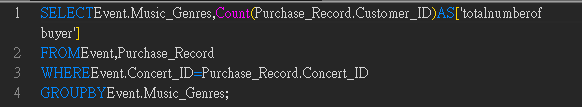 1 SELECTEvent.Music_Genres,Count(Purchase_Record.Customer_ID)AS['totalnumberof
buyer']
2 FROMEvent,Purchase_Record
3 WHEREEvent.Concert_ID=Purchase_Record.Concert_ID
4 GROUPBYEvent.Music_Genres;